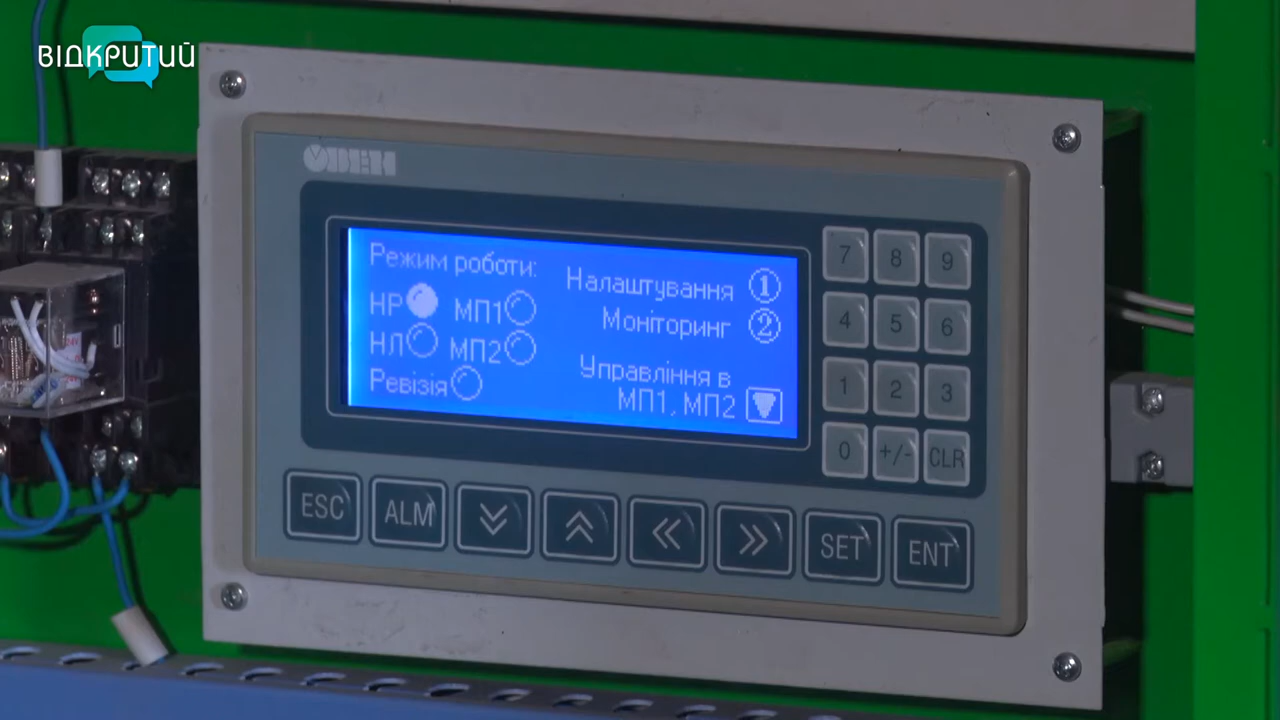 ВІДКРИТИЙ
ОВЕН
Режим роботи:
НР МП1
НЛ МП2
Ревізія
Налаштування 1
Моніторинг 2
Управління в
МП1, МП2
7 8 9
4 5 6
1 2 3
0 +/- CLR
ESC ALM SET ENT